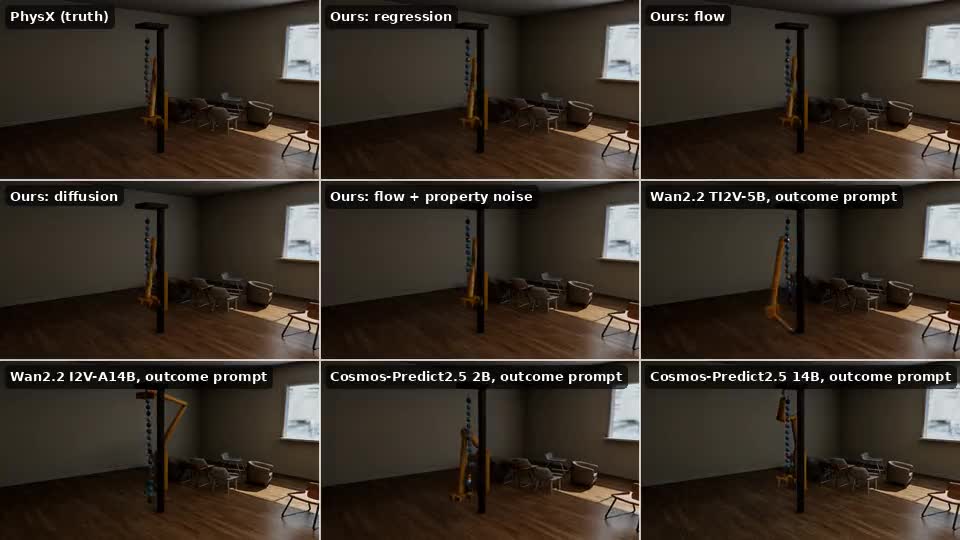 PhysX (truth)
Ours: regression
Ours: flow
Ours: diffusion
Ours: flow + property noise
Wan2.2 TI2V-5B, outcome prompt
Wan2.2 I2V-A14B, outcome prompt
Cosmos-Predict2.5 2B, outcome prompt
Cosmos-Predict2.5 14B, outcome prompt